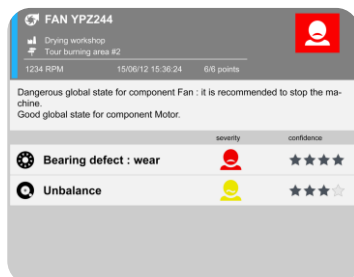 FAN YPZ244
Drying workshop
Tour burning area #2
1234 RPM 15/06/12 15:36:24 6/6 points
Dangerous global state for component Fan : it is recommended to stop the ma-
chine.
Good global state for component Motor.
severity confidence
Bearing defect : wear
Unbalance